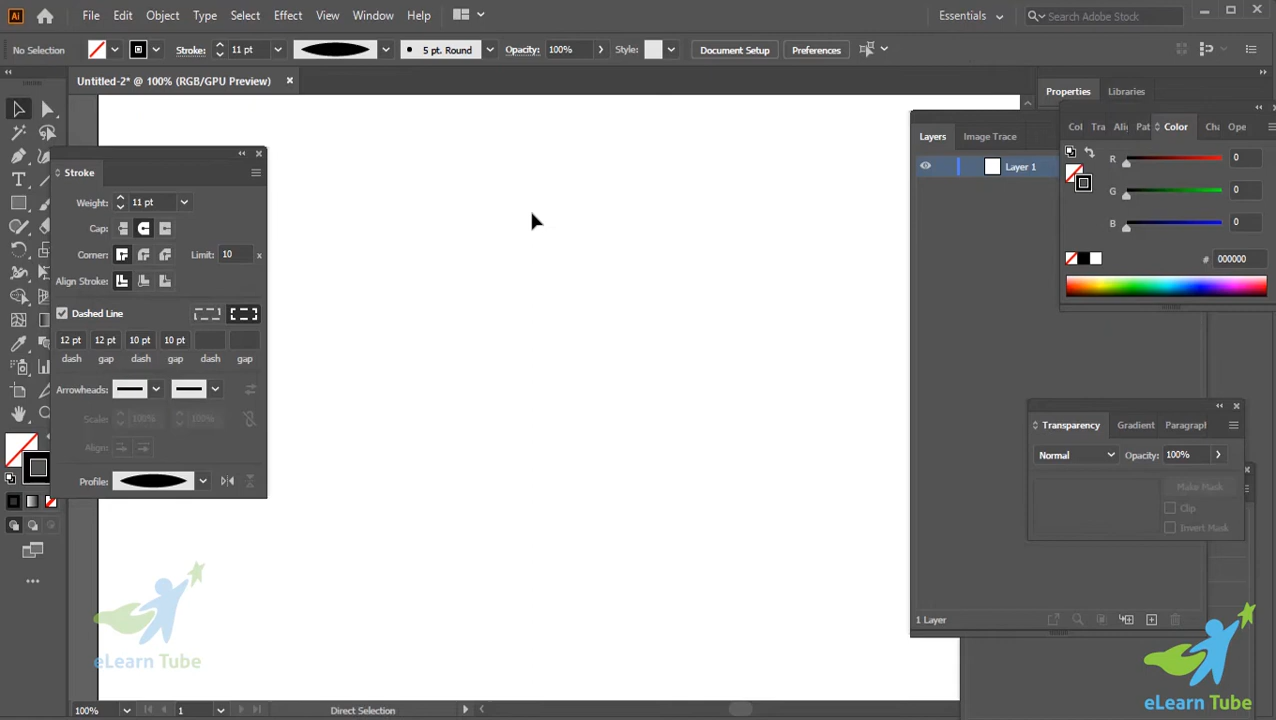 Ai File Edit Object Type Select Effect View Window Help Essentials Search Adobe Stock
No Selection Stroke: 11 pt 5 pt. Round Opacity: 100% Style: Document Setup Preferences
Untitled-2* @ 100% (RGB/GPU Preview)
Properties Libraries
Layers Image Trace
Layer 1
Col Tra Alig Pat Color Ope
R 0
G 0
B 0
# 000000
Stroke
Weight: 11 pt
Cap:
Corner: Limit: 10 x
Align Stroke:
Dashed Line
12 pt 12 pt 10 pt 10 pt
dash gap dash gap dash gap
Arrowheads:
Scale: 100% 100%
Align:
Profile:
Transparency Gradient Paragraph
Normal Opacity: 100%
Make Mask
Clip
Invert Mask
1 Layer
eLearn Tube
eLearn Tube
100% 1 Direct Selection